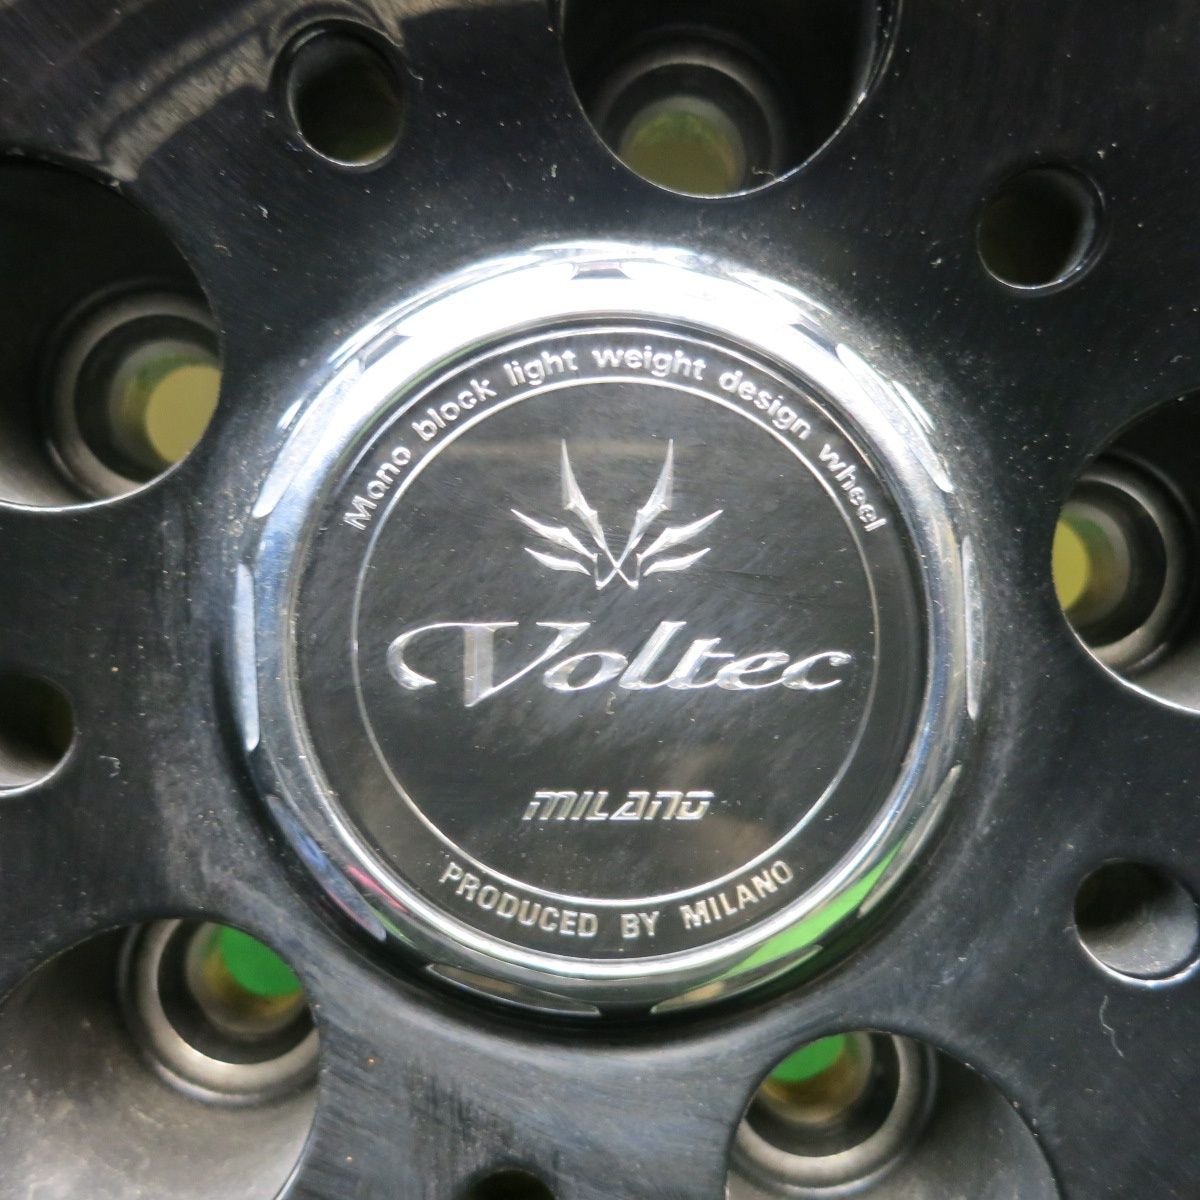 Mono block light weight design wheel
Voltec
MILANO
PRODUCED BY MILANO